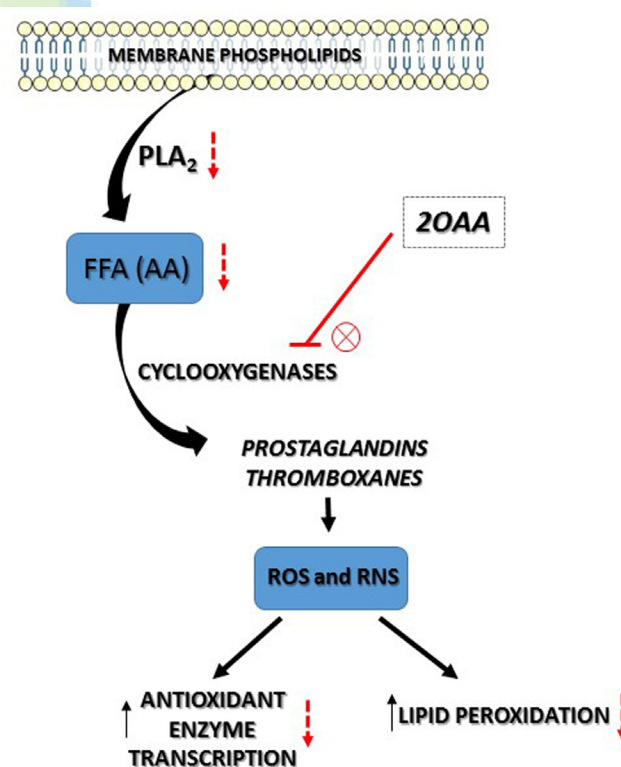 MEMBRANE PHOSPHOLIPIDS
PLA₂
2OAA
FFA (AA)
CYCLOOXYGENASES
PROSTAGLANDINS
THROMBOXANES
ROS and RNS
ANTIOXIDANT
ENZYME
TRANSCRIPTION
LIPID PEROXIDATION